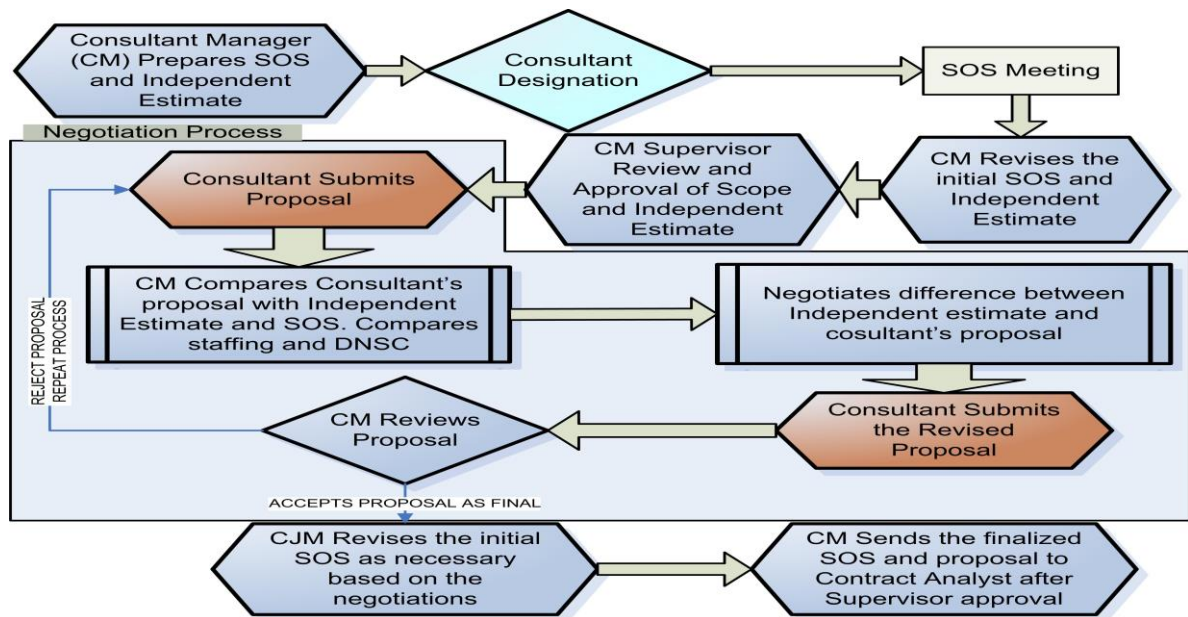 Consultant Manager
(CM) Prepares SOS
and Independent
Estimate
Consultant
Designation
SOS Meeting
CM Revises the
initial SOS and
Independent
Estimate
CM Supervisor
Review and
Approval of Scope
and Independent
Estimate
Negotiation Process
Consultant Submits
Proposal
CM Compares Consultant's
proposal with Independent
Estimate and SOS. Compares
staffing and DNSC
Negotiates difference between
Independent estimate and
cosultant's proposal
Consultant Submits
the Revised
Proposal
CM Reviews
Proposal
REJECT PROPOSAL
REPEAT PROCESS
ACCEPTS PROPOSAL AS FINAL
CJM Revises the initial
SOS as necessary
based on the
negotiations
CM Sends the finalized
SOS and proposal to
Contract Analyst after
Supervisor approval